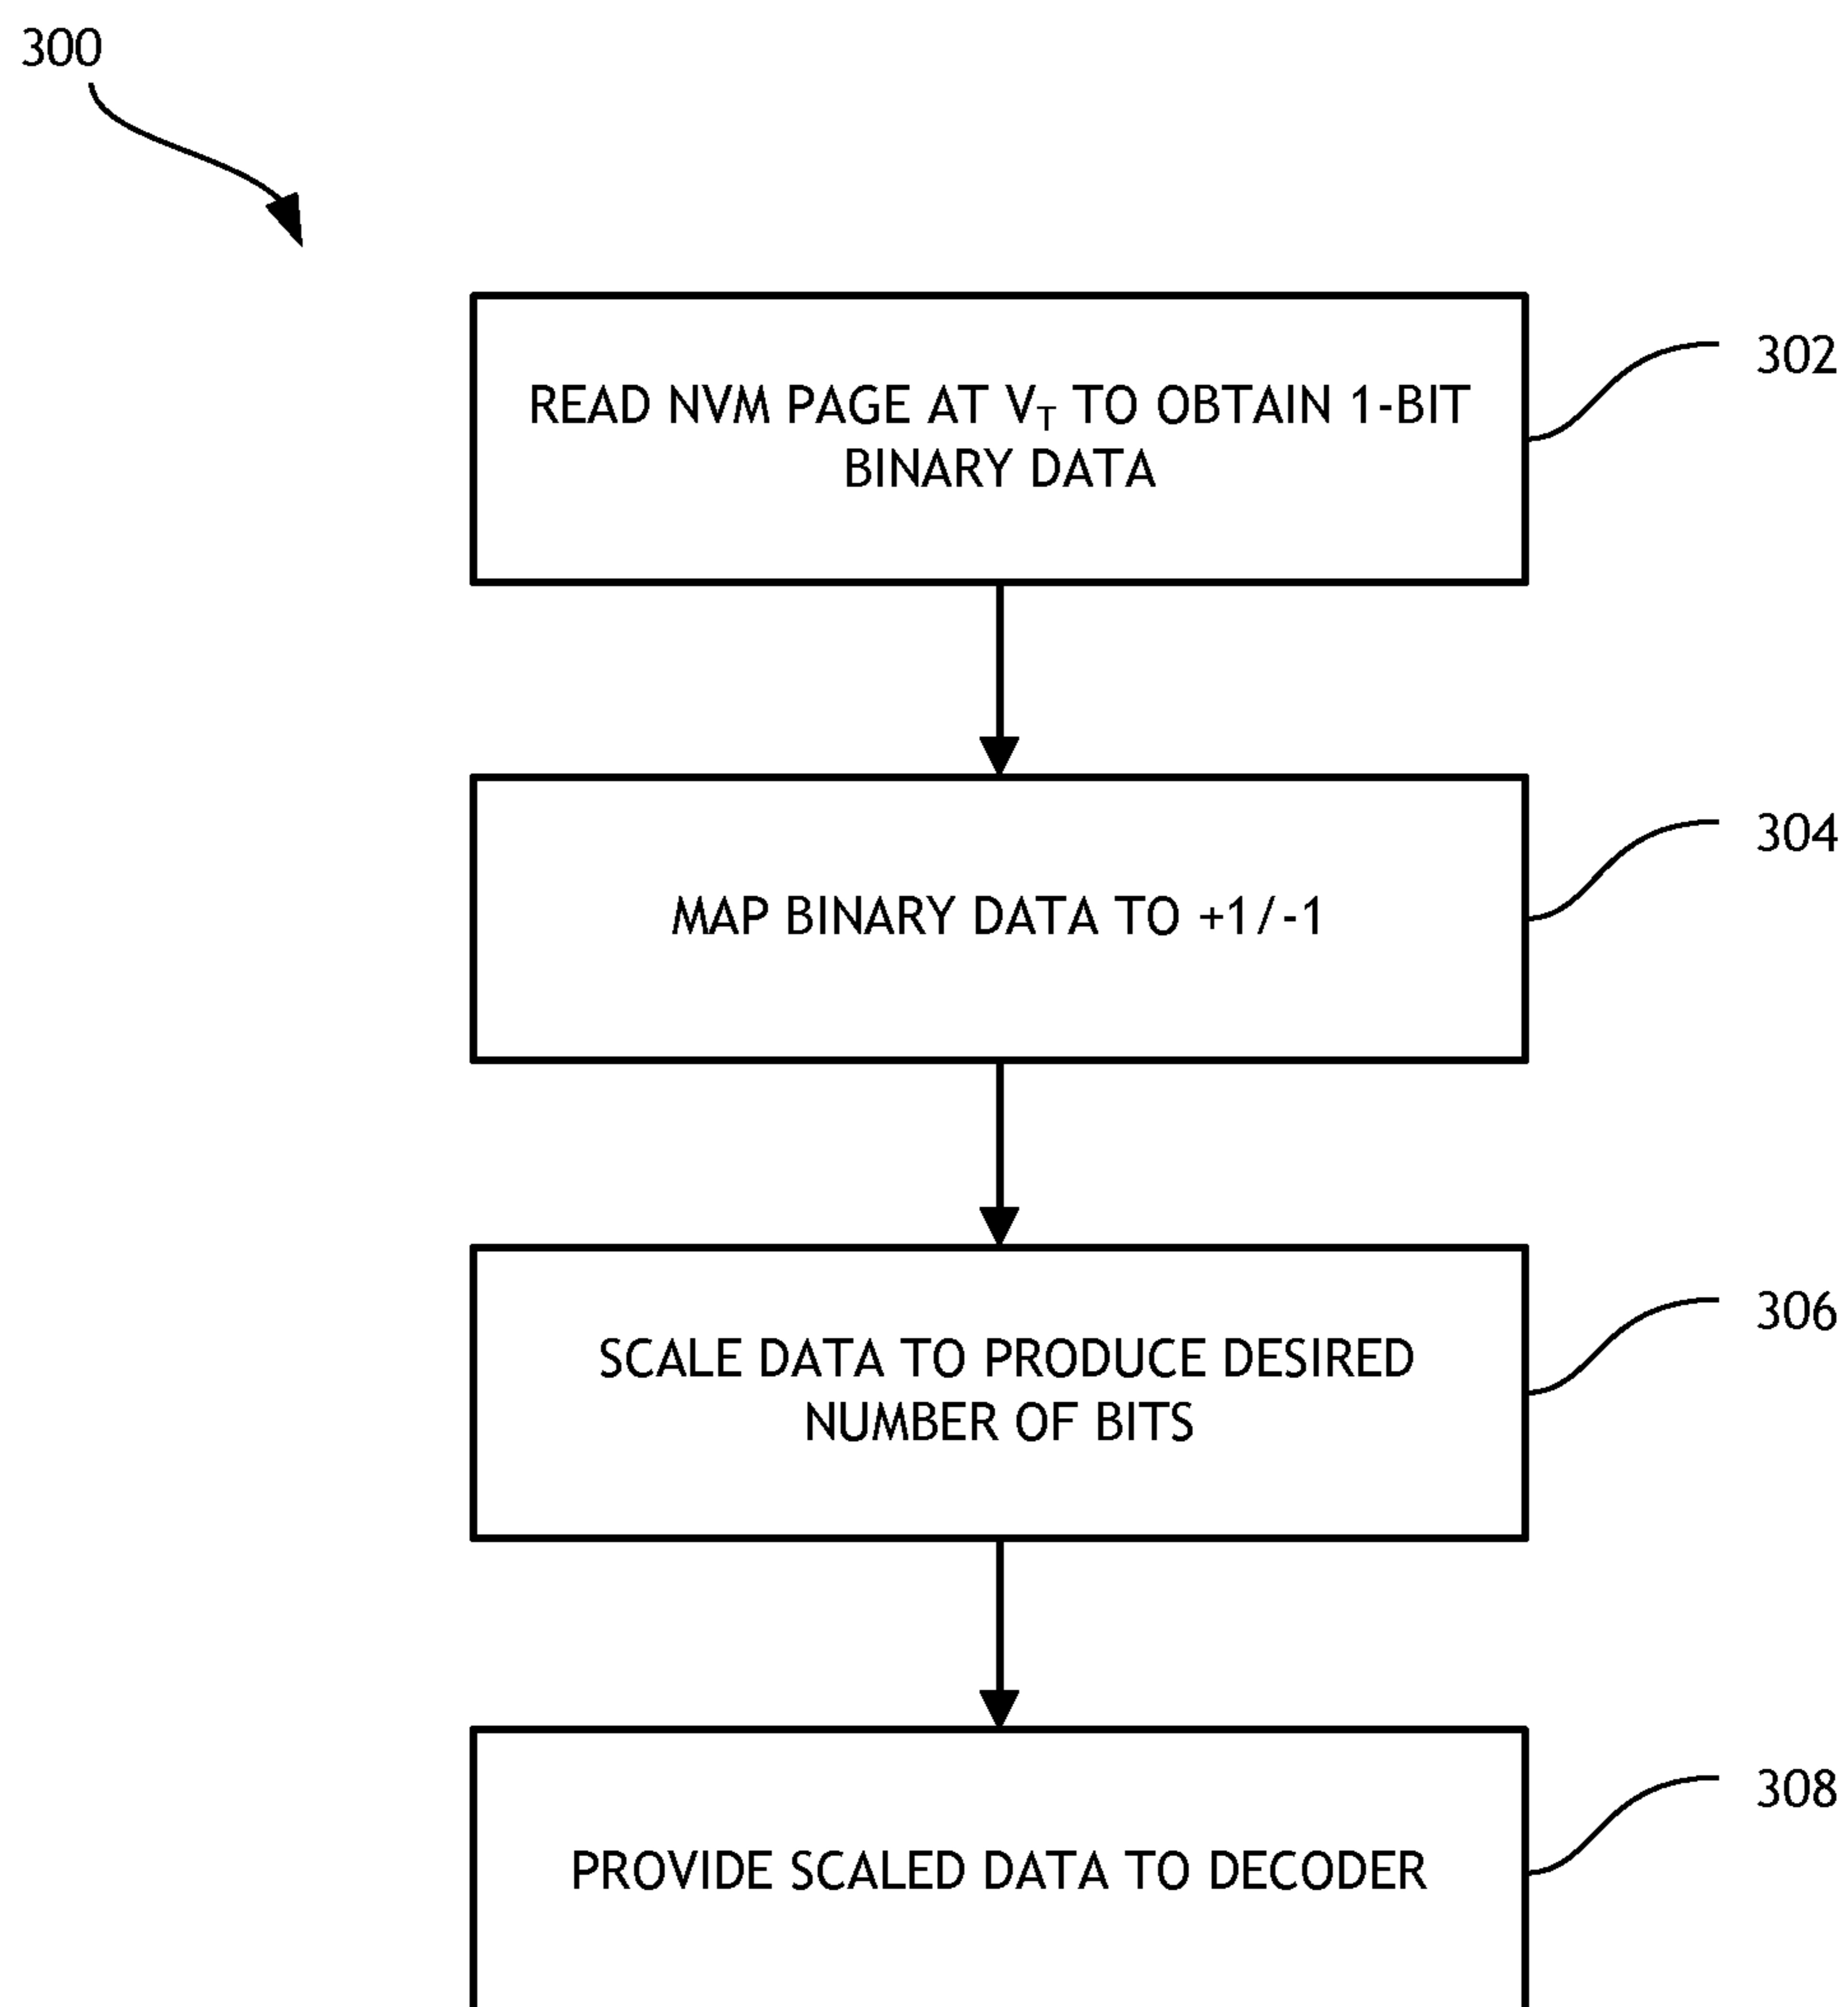 300
READ NVM PAGE AT VT TO OBTAIN 1-BIT
BINARY DATA
302
MAP BINARY DATA TO +1/-1
304
SCALE DATA TO PRODUCE DESIRED
NUMBER OF BITS
306
PROVIDE SCALED DATA TO DECODER
308